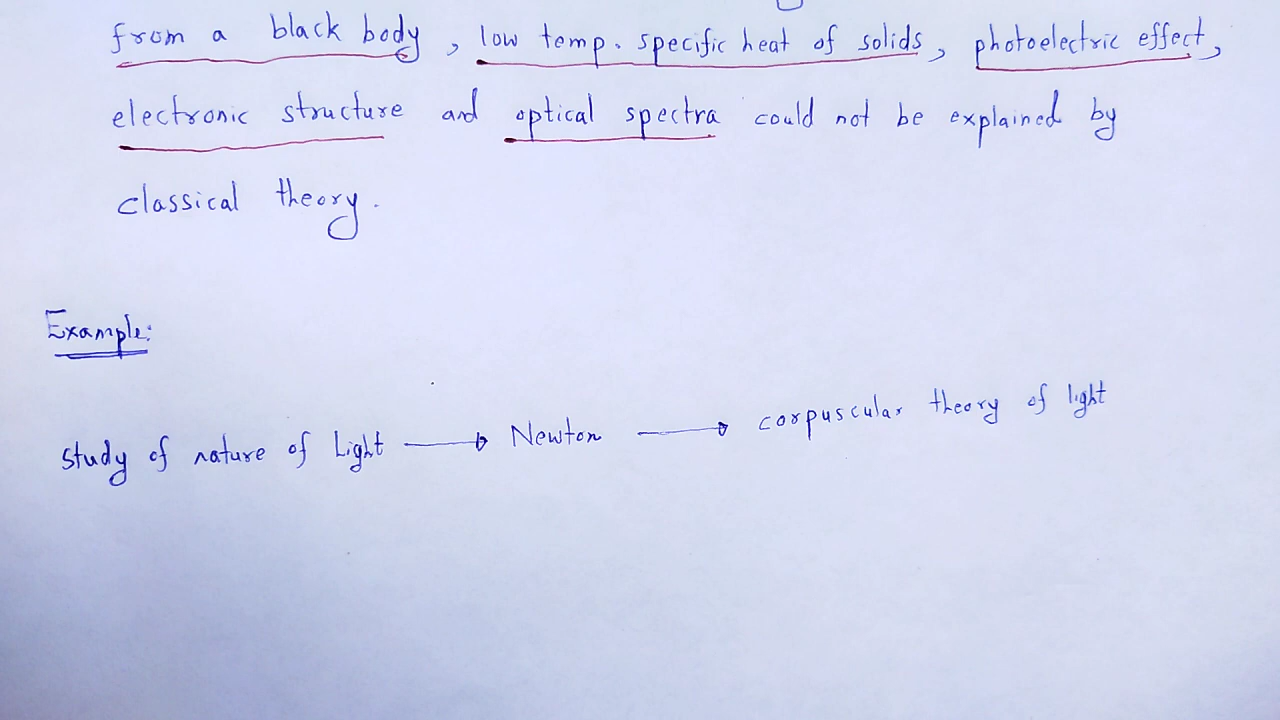 from a black body, low temp. specific heat of solids, photoelectric effect,
electronic structure and optical spectra could not be explained by
classical theory.
Example:
study of nature of Light → Newton → corpuscular theory of light